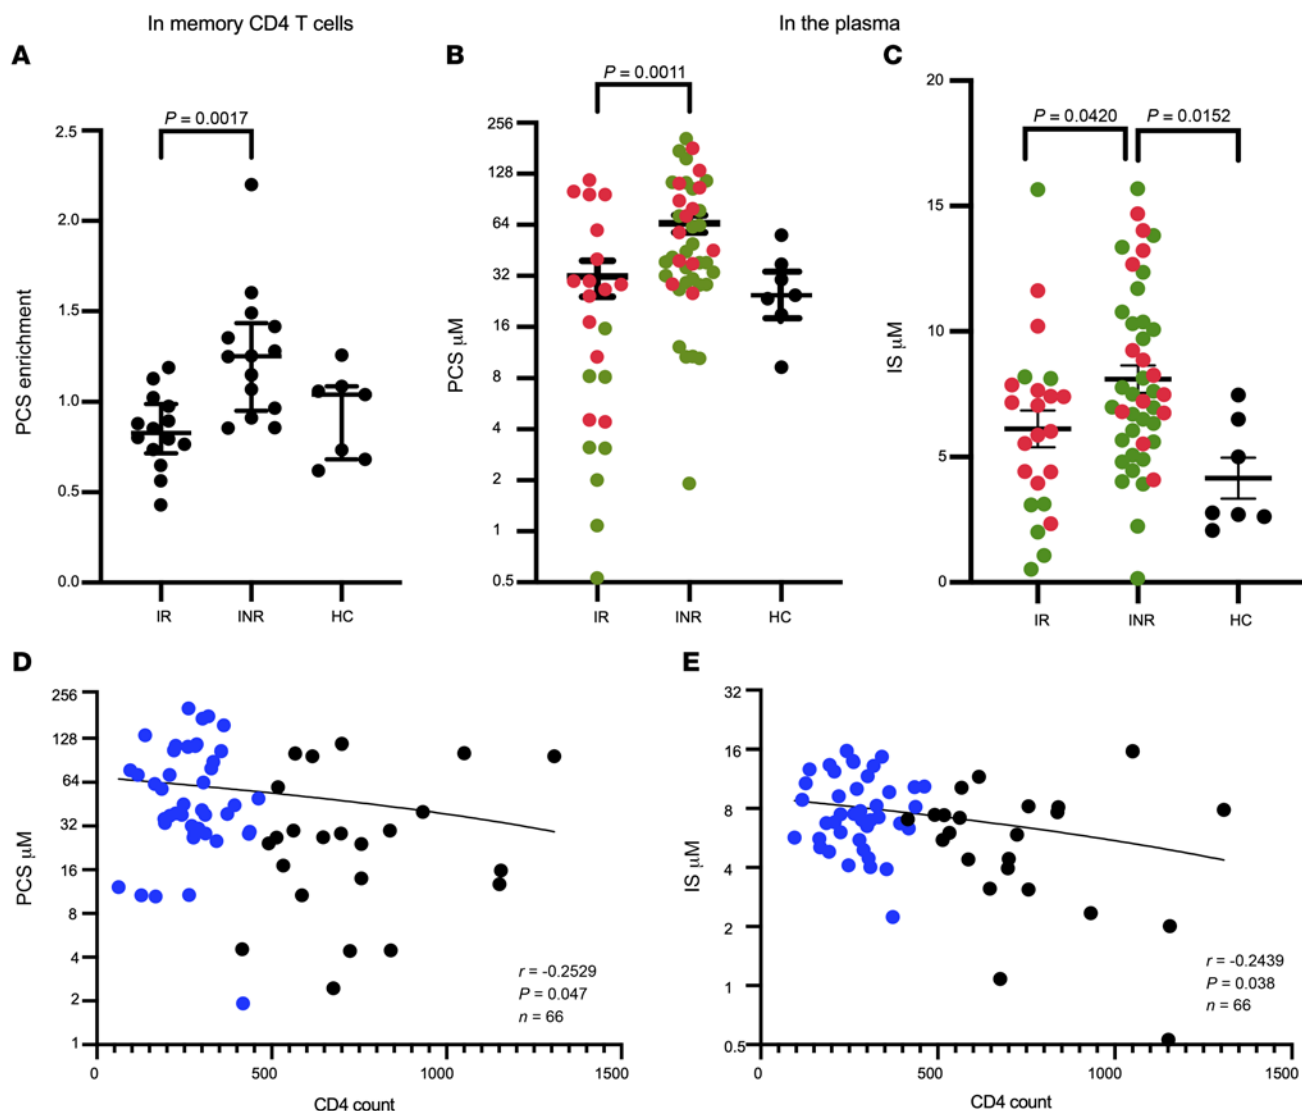 In memory CD4 T cells
In the plasma
A
P = 0.0017
PCS enrichment
2.5
2.0
1.5
1.0
0.5
0.0
IR INR HC
B
P = 0.0011
PCS μM
256
128
64
32
16
8
4
2
1
0.5
IR INR HC
C
P = 0.0420 P = 0.0152
IS μM
20
15
10
5
0
IR INR HC
D
PCS μM
256
128
64
32
16
8
4
2
1
r = -0.2529
P = 0.047
n = 66
0 500 1000 1500
CD4 count
E
IS μM
32
16
8
4
2
1
0.5
r = -0.2439
P = 0.038
n = 66
0 500 1000 1500
CD4 count